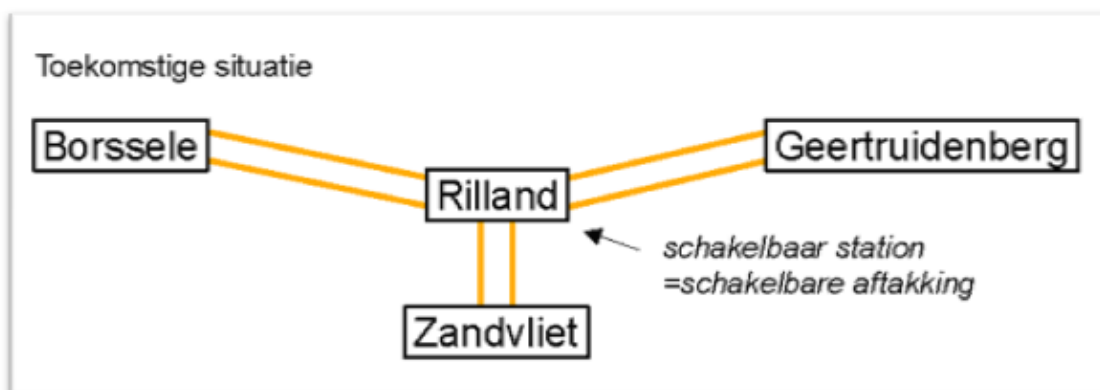 Toekomstige situatie
Borssele
Geertruidenberg
Rilland
schakelbaar station
=schakelbare aftakking
Zandvliet